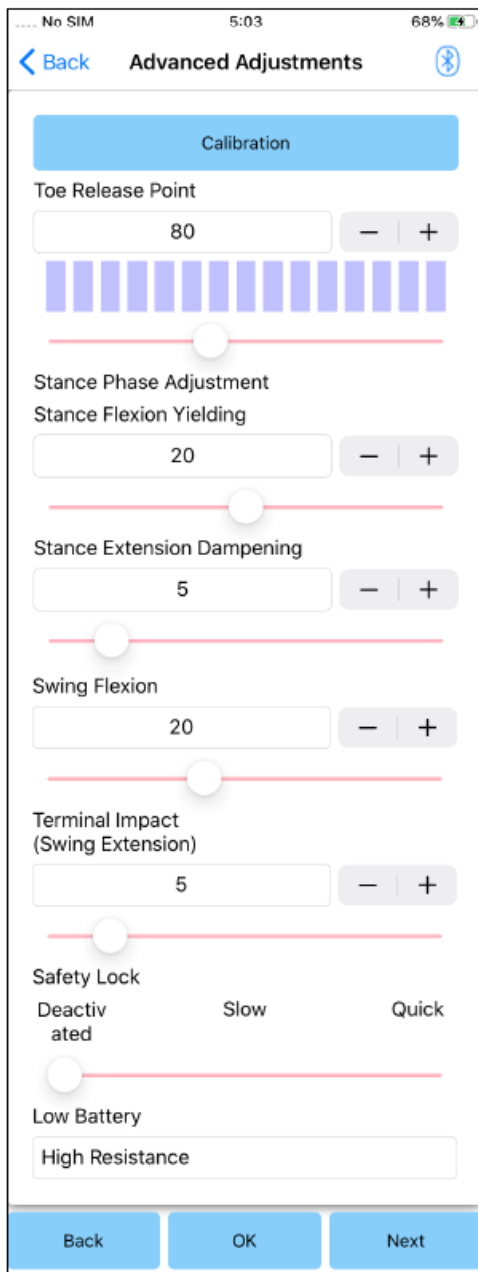 .... No SIM 5:03 68%
Back Advanced Adjustments
Calibration
Toe Release Point
80 − +
Stance Phase Adjustment
Stance Flexion Yielding
20 − +
Stance Extension Dampening
5 − +
Swing Flexion
20 − +
Terminal Impact
(Swing Extension)
5 − +
Safety Lock
Deactiv Slow Quick
ated
Low Battery
High Resistance
Back OK Next